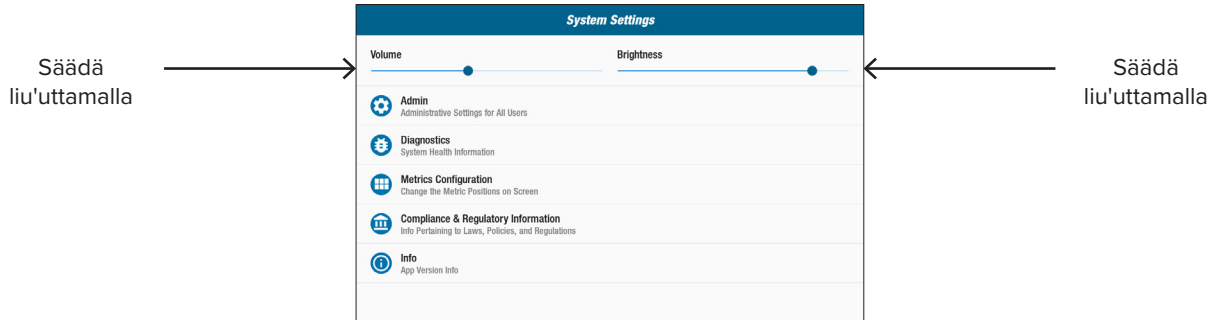 System Settings
Volume
Brightness
Säädä
liu'uttamalla
Säädä
liu'uttamalla
Admin
Administrative Settings for All Users
Diagnostics
System Health Information
Metrics Configuration
Change the Metric Positions on Screen
Compliance & Regulatory Information
Info Pertaining to Laws, Policies, and Regulations
Info
App Version Info